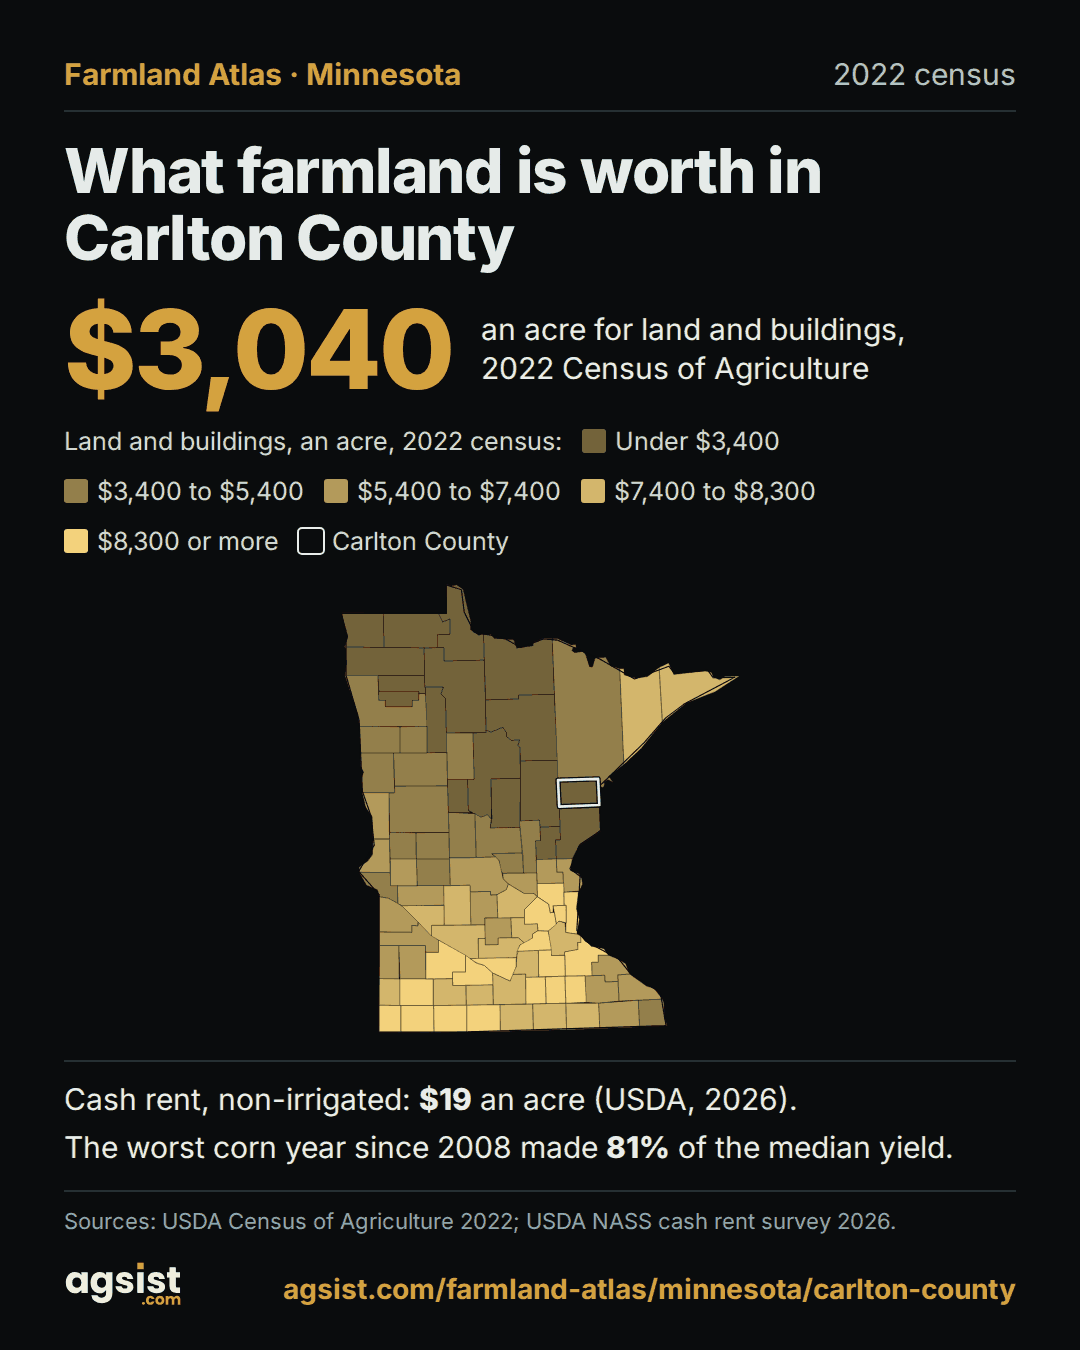 Farmland Atlas · Minnesota
2022 census
What farmland is worth in
Carlton County
$3,040
an acre for land and buildings,
2022 Census of Agriculture
Land and buildings, an acre, 2022 census:
Under $3,400
$3,400 to $5,400
$5,400 to $7,400
$7,400 to $8,300
$8,300 or more
Carlton County
Cash rent, non-irrigated: $19 an acre (USDA, 2026).
The worst corn year since 2008 made 81% of the median yield.
Sources: USDA Census of Agriculture 2022; USDA NASS cash rent survey 2026.
agsist
.com
agsist.com/farmland-atlas/minnesota/carlton-county